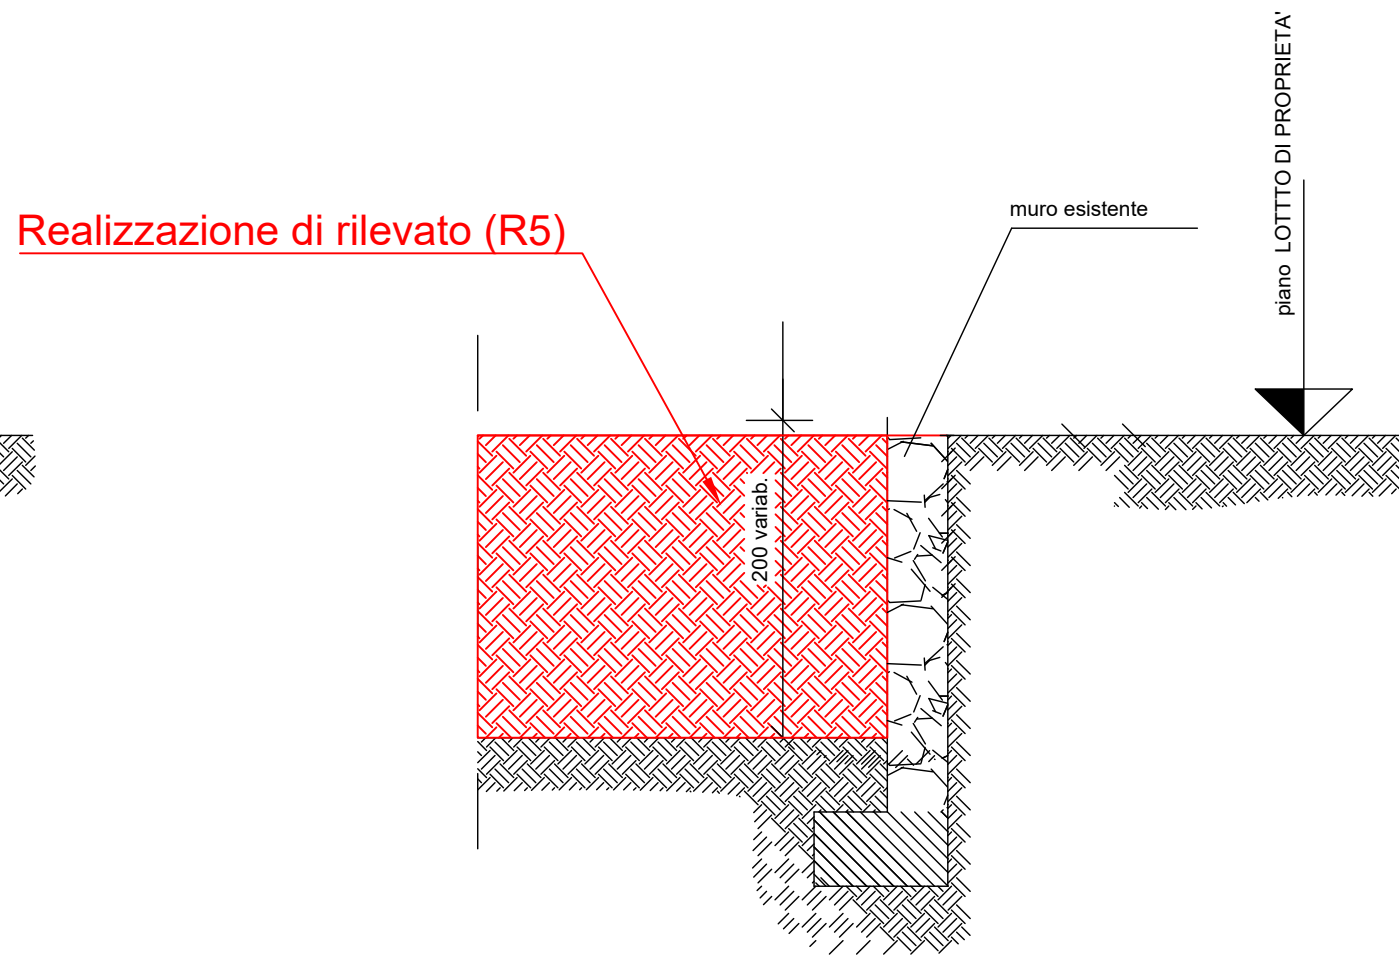 Realizzazione di rilevato (R5)
muro esistente
piano LOTTTO DI PROPRIETA'
200 variab.